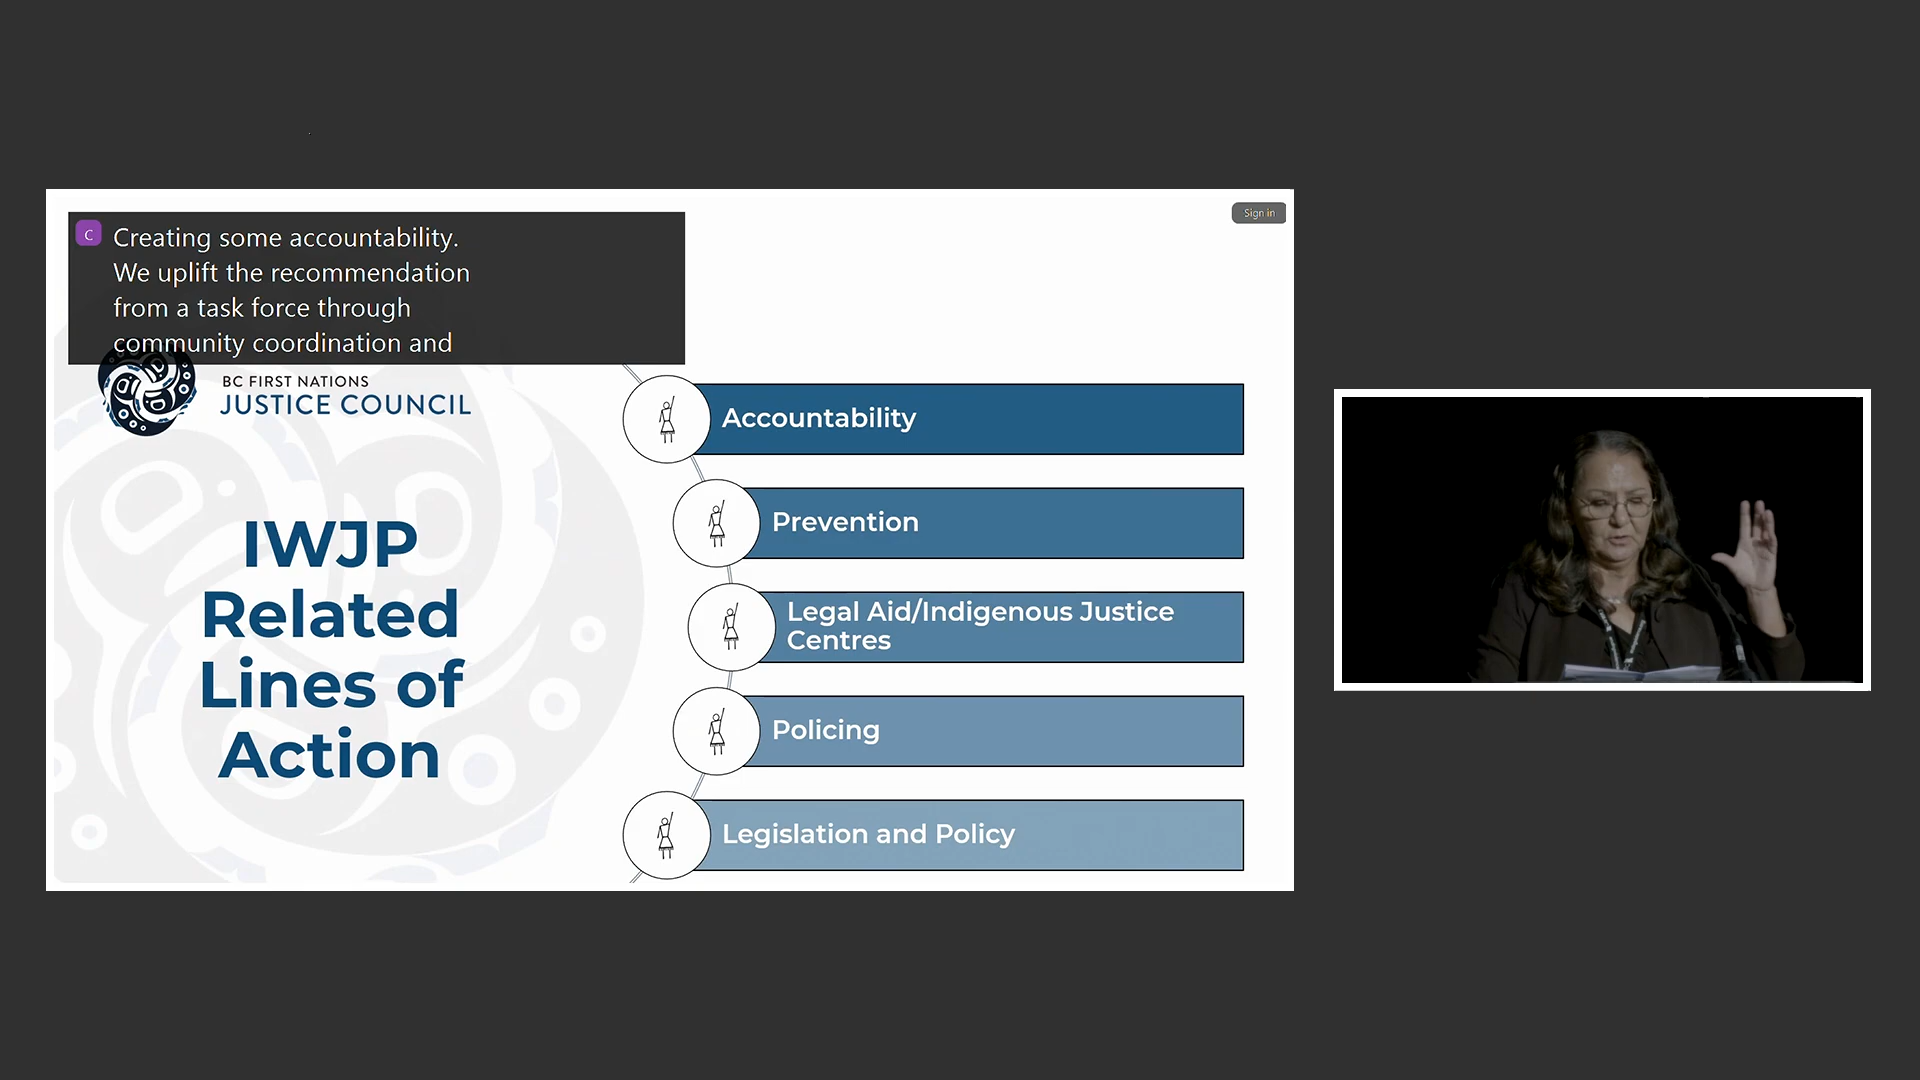 C
Creating some accountability.
We uplift the recommendation
from a task force through
community coordination and
Sign in
BC FIRST NATIONS
JUSTICE COUNCIL
IWJP
Related
Lines of
Action
Accountability
Prevention
Legal Aid/Indigenous Justice
Centres
Policing
Legislation and Policy